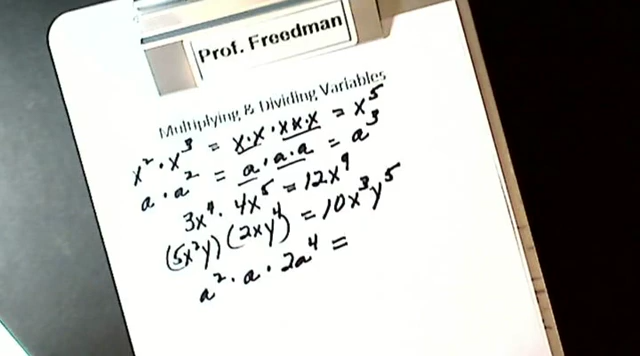 Prof. Freedman
Multiplying & Dividing Variables
x² · x³ = x·x · x·x·x = x⁵
a · a² = a · a·a = a³
3x⁴ · 4x⁵ = 12x⁹
(5x²y)(2xy⁴) = 10x³y⁵
a² · a · 2a⁴ =